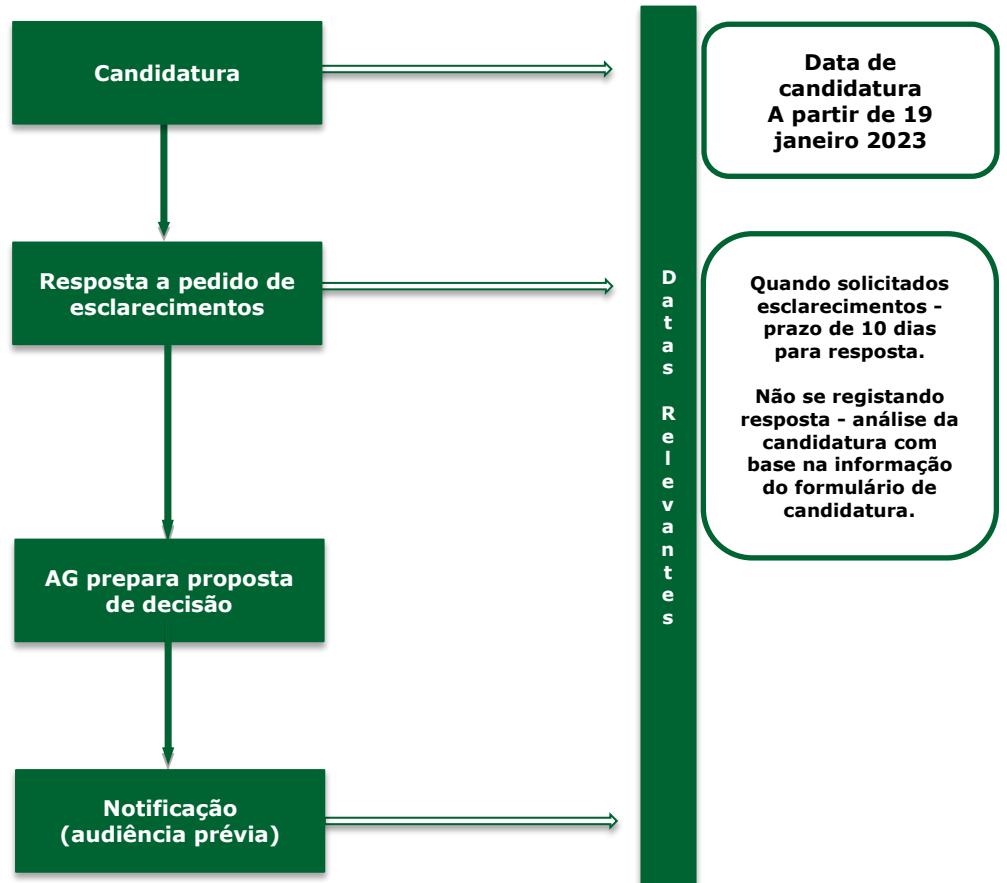 Candidatura
Data de
candidatura
A partir de 19
janeiro 2023
Resposta a pedido de
esclarecimentos
Datas Relevantes
Quando solicitados
esclarecimentos -
prazo de 10 dias
para resposta.
Não se registando
resposta - análise da
candidatura com
base na informação
do formulário de
candidatura.
AG prepara proposta
de decisão
Notificação
(audiência prévia)